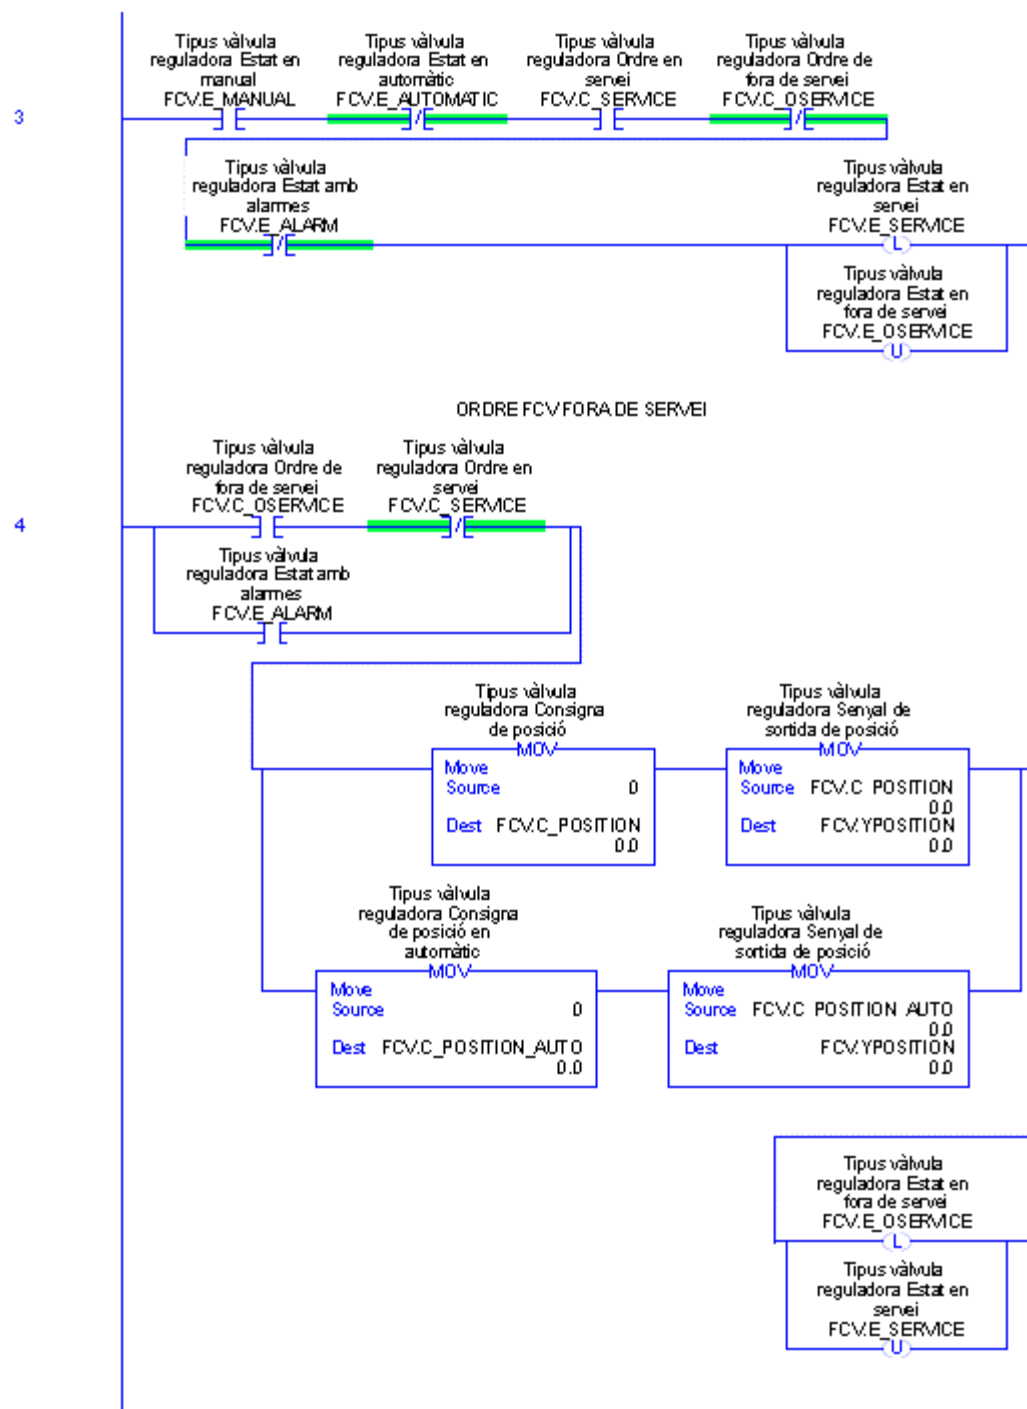 3
Tipus vàlvula
reguladora Estat en
manual
FCV.E_MANUAL
Tipus vàlvula
reguladora Estat en
automàtic
FCV.E_AUTOMATIC
Tipus vàlvula
reguladora Ordre en
servei
FCV.C_SERVICE
Tipus vàlvula
reguladora Ordre de
fora de servei
FCV.C_OSERVICE
Tipus vàlvula
reguladora Estat amb
alarmes
FCV.E_ALARM
Tipus vàlvula
reguladora Estat en
servei
FCV.E_SERVICE
L
Tipus vàlvula
reguladora Estat en
fora de servei
FCV.E_OSERVICE
U
ORDRE FCV FORA DE SERVEI
4
Tipus vàlvula
reguladora Ordre de
fora de servei
FCV.C_OSERVICE
Tipus vàlvula
reguladora Ordre en
servei
FCV.C_SERVICE
Tipus vàlvula
reguladora Estat amb
alarmes
FCV.E_ALARM
Tipus vàlvula
reguladora Consigna
de posició
MOV
Move
Source 0
Dest FCV.C_POSITION
0.0
Tipus vàlvula
reguladora Senyal de
sortida de posició
MOV
Move
Source FCV.C_POSITION
0.0
Dest FCV.YPOSITION
0.0
Tipus vàlvula
reguladora Consigna
de posició en
automàtic
MOV
Move
Source 0
Dest FCV.C_POSITION_AUTO
0.0
Tipus vàlvula
reguladora Senyal de
sortida de posició
MOV
Move
Source FCV.C_POSITION_AUTO
0.0
Dest FCV.YPOSITION
0.0
Tipus vàlvula
reguladora Estat en
fora de servei
FCV.E_OSERVICE
L
Tipus vàlvula
reguladora Estat en
servei
FCV.E_SERVICE
U